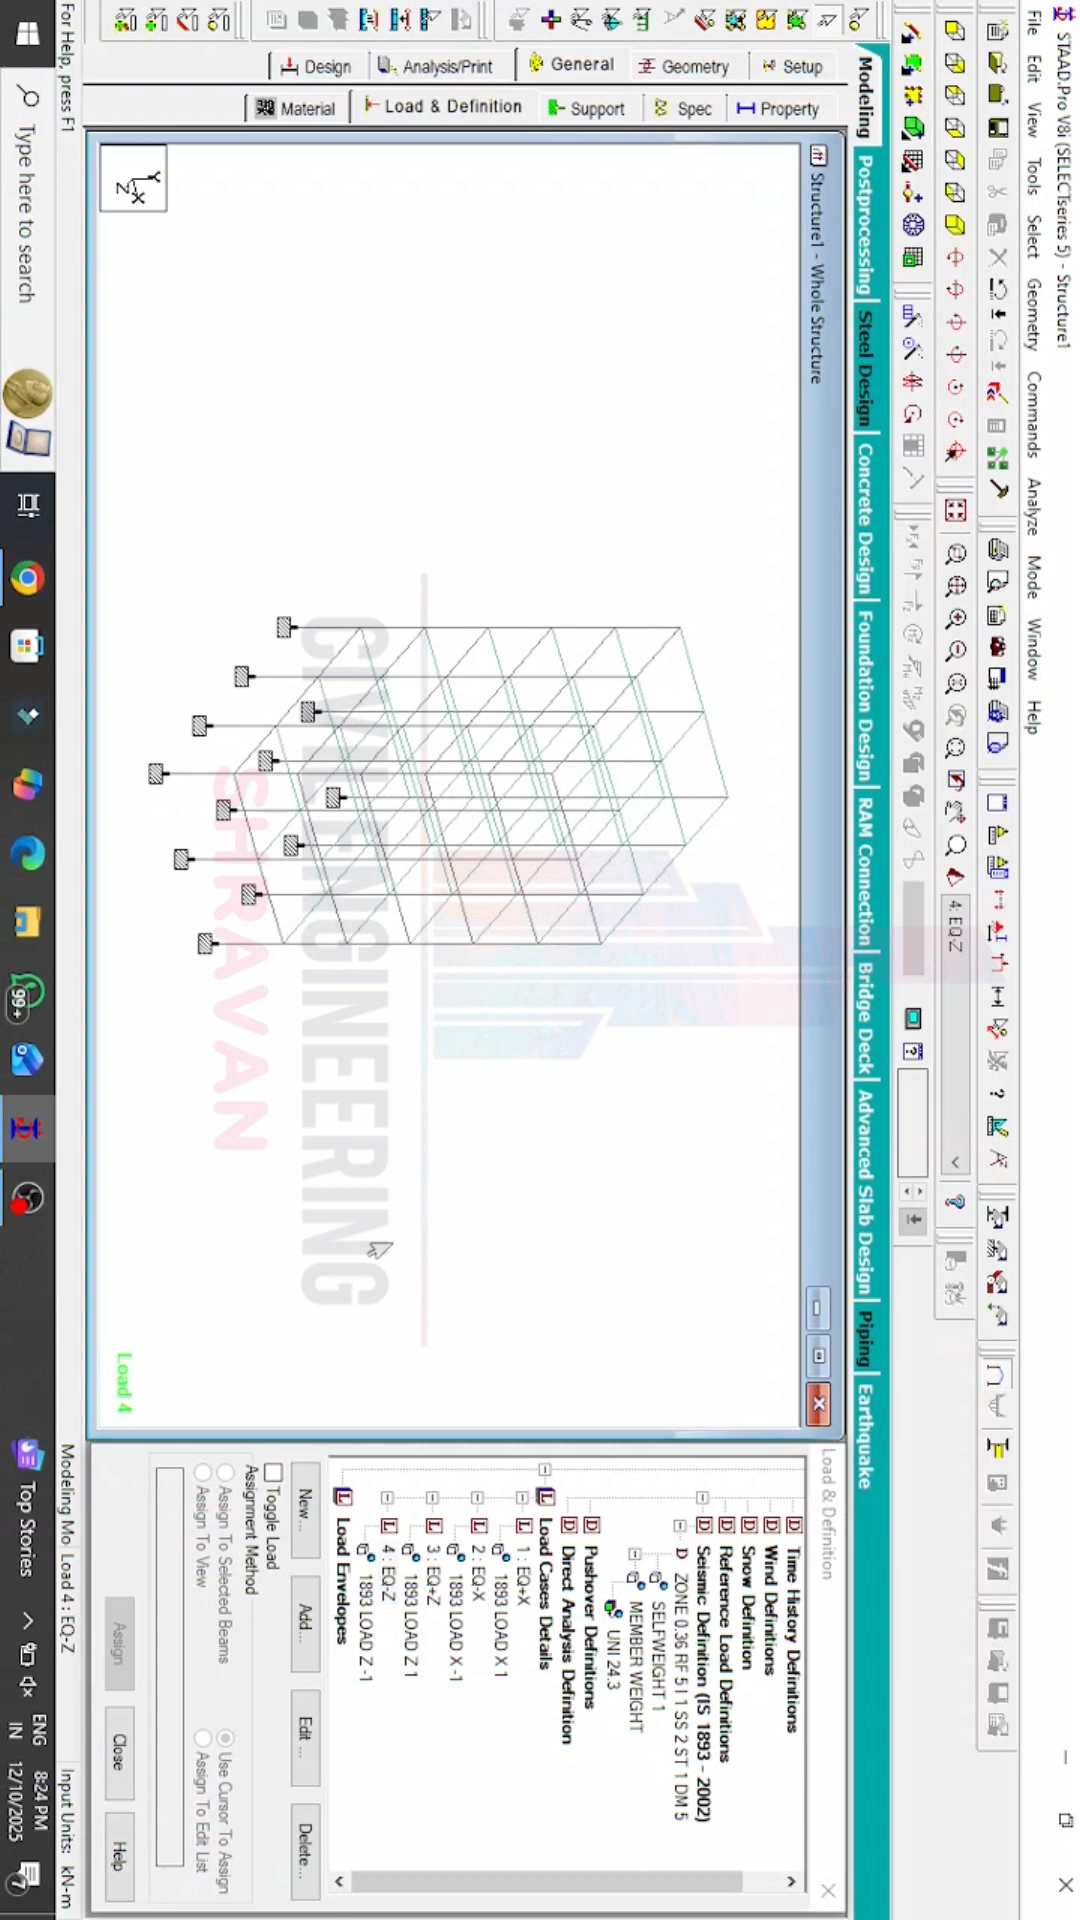 STAAD.Pro V8i (SELECTseries 5) - Structure1
File Edit View Tools Select Geometry Commands Analyze Mode Window Help
4: EQ-Z
Modeling Postprocessing Steel Design Concrete Design Foundation Design RAM Connection Bridge Deck Advanced Slab Design Piping Earthquake
Setup
Geometry
General
Analysis/Print
Design
Property
Spec
Support
Load & Definition
Material
Structure1 - Whole Structure
Y
X
Z
CIVIL ENGINEERING
SHRAVAN
Load 4
Load & Definition
Time History Definitions
Wind Definitions
Snow Definition
Reference Load Definitions
Seismic Definition (IS 1893 - 2002)
ZONE 0.36 RF 5 I 1 SS 2 ST 1 DM 5
SELFWEIGHT 1
MEMBER WEIGHT
UNI 24.3
Pushover Definitions
Direct Analysis Definition
Load Cases Details
1 : EQ+X
1893 LOAD X 1
2 : EQ-X
1893 LOAD X -1
3 : EQ+Z
1893 LOAD Z 1
4 : EQ-Z
1893 LOAD Z -1
Load Envelopes
New... Add... Edit ... Delete...
Toggle Load
Assignment Method
Assign To Selected Beams Use Cursor To Assign
Assign To View Assign To Edit List
Assign Close Help
For Help, press F1
Modeling Mo Load 4 : EQ-Z Input Units: kN-m
Type here to search
99+
Top Stories
ENG
IN
8:24 PM
12/10/2025
7